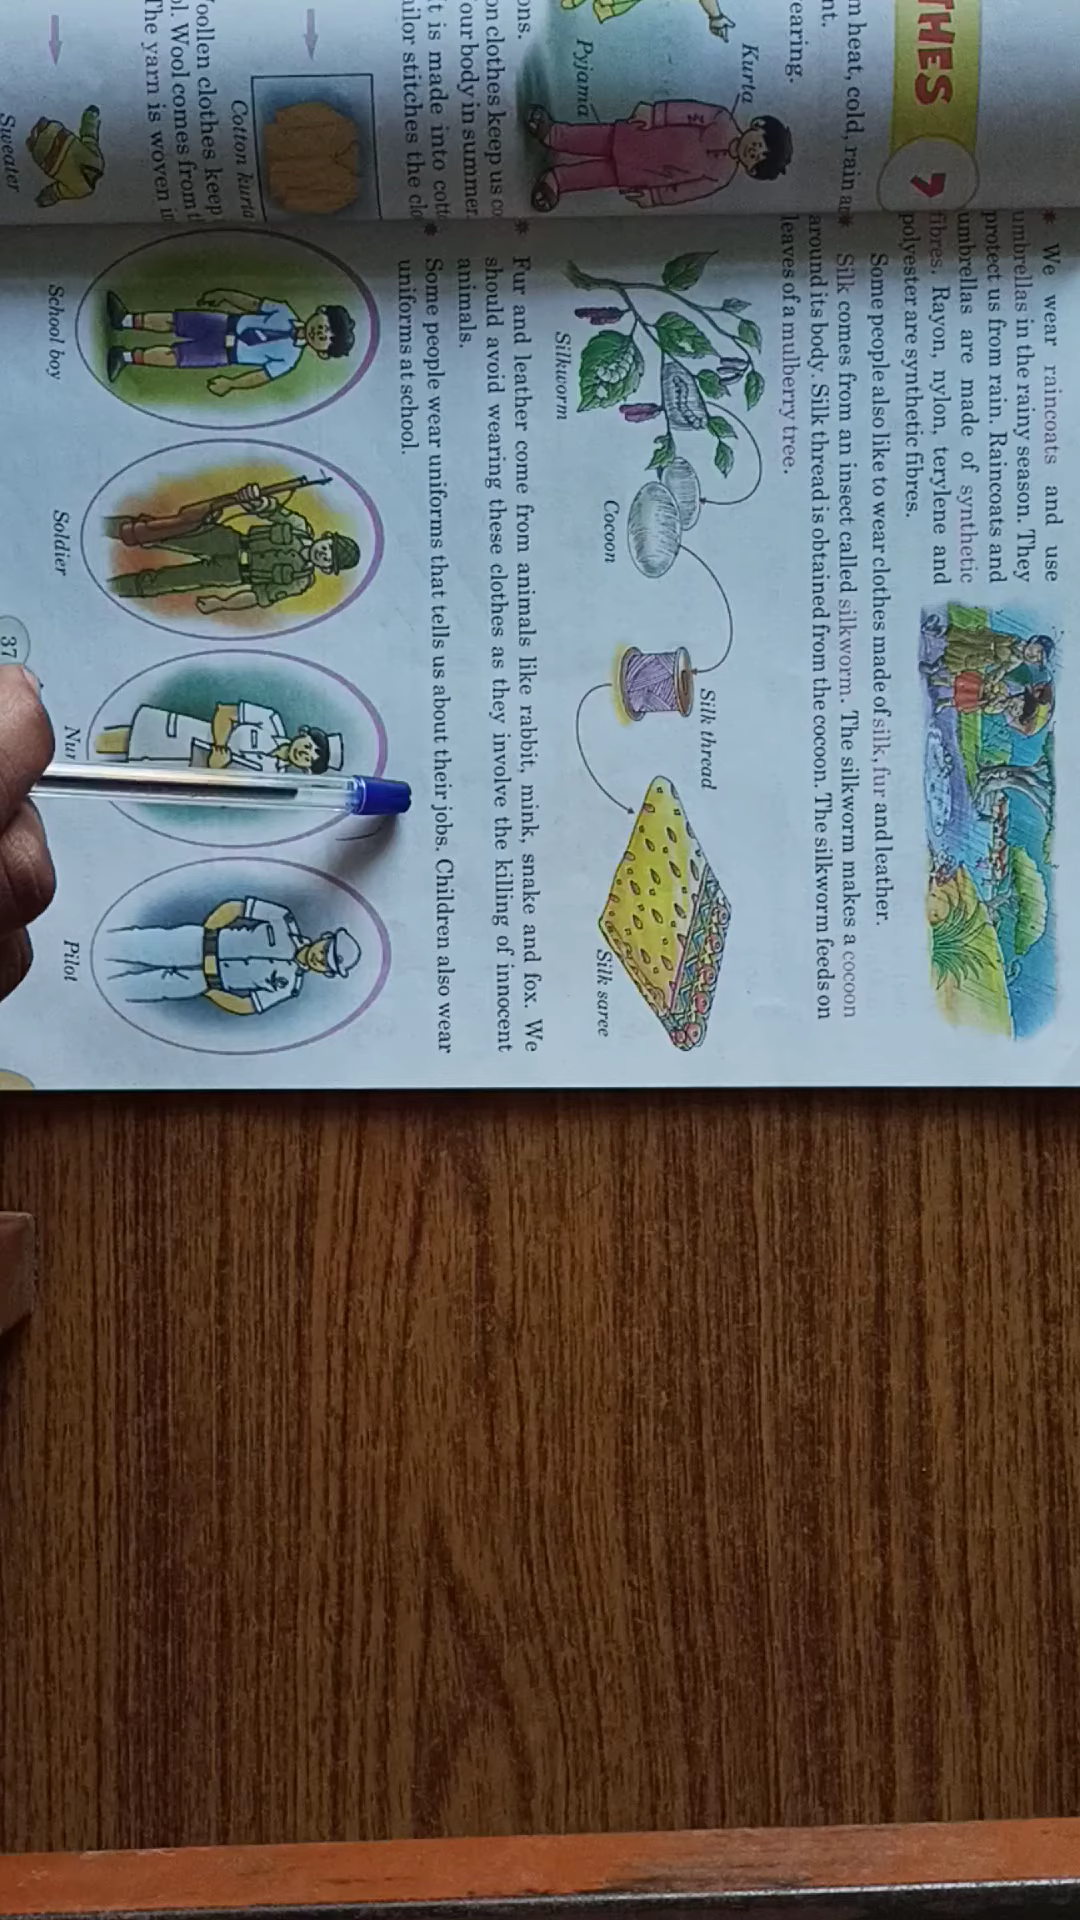 THES
7
m heat, cold, rain
nt.
earing.
Kurta
Pyjama
ons.
on clothes keep us
our body in summer.
it is made into
ailor stitches the
Cotton kurta
oollen clothes keep
ol. Wool comes from
The yarn is woven
Sweater
* We wear raincoats and use
umbrellas in the rainy season. They
protect us from rain. Raincoats and
umbrellas are made of synthetic
fibres. Rayon, nylon, terylene and
polyester are synthetic fibres.
Some people also like to wear clothes made of silk, fur and leather.
* Silk comes from an insect called silkworm. The silkworm makes a cocoon
around its body. Silk thread is obtained from the cocoon. The silkworm feeds on
leaves of a mulberry tree.
Silkworm
Cocoon
Silk thread
Silk saree
* Fur and leather come from animals like rabbit, mink, snake and fox. We
should avoid wearing these clothes as they involve the killing of innocent
animals.
* Some people wear uniforms that tells us about their jobs. Children also wear
uniforms at school.
School boy
Soldier
Nur
Pilot
37